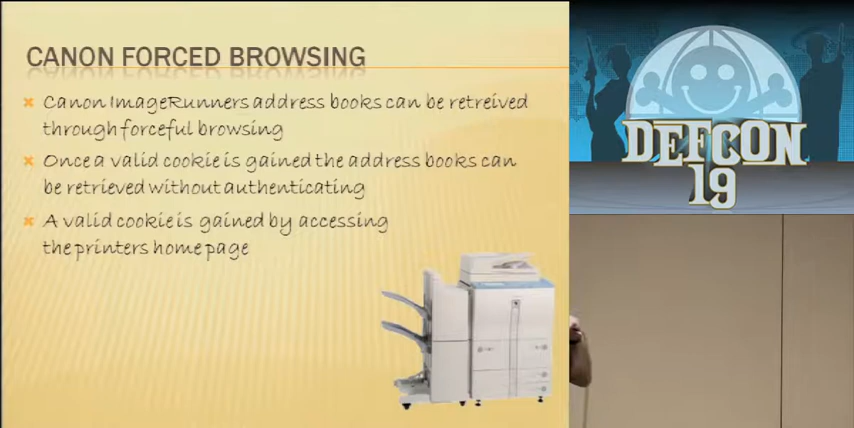 CANON FORCED BROWSING
Canon ImageRunners address books can be retreived
through forceful browsing
Once a valid cookie is gained the address books can
be retrieved without authenticating
A valid cookie is gained by accessing
the printers home page
DEFCON
19